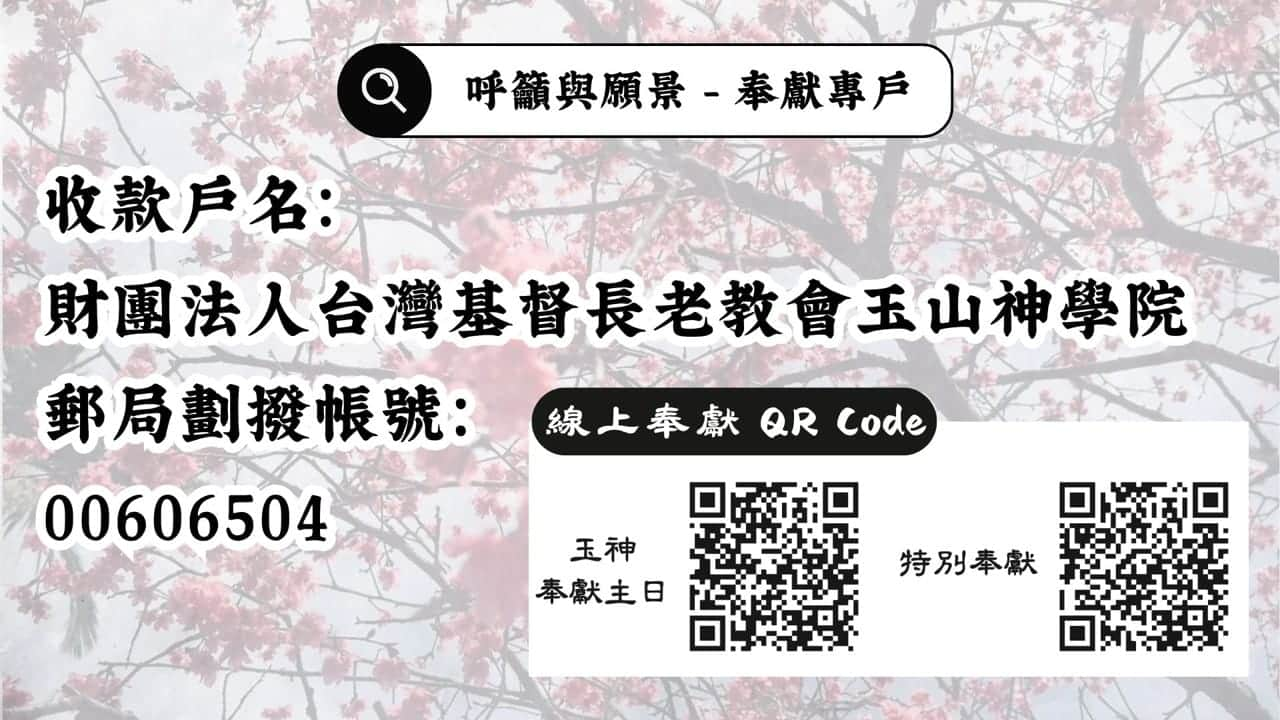 呼籲與願景 - 奉獻專戶
收款戶名:
財團法人台灣基督長老教會玉山神學院
郵局劃撥帳號:
00606504
線上奉獻 QR Code
玉神
奉獻主日
特別奉獻